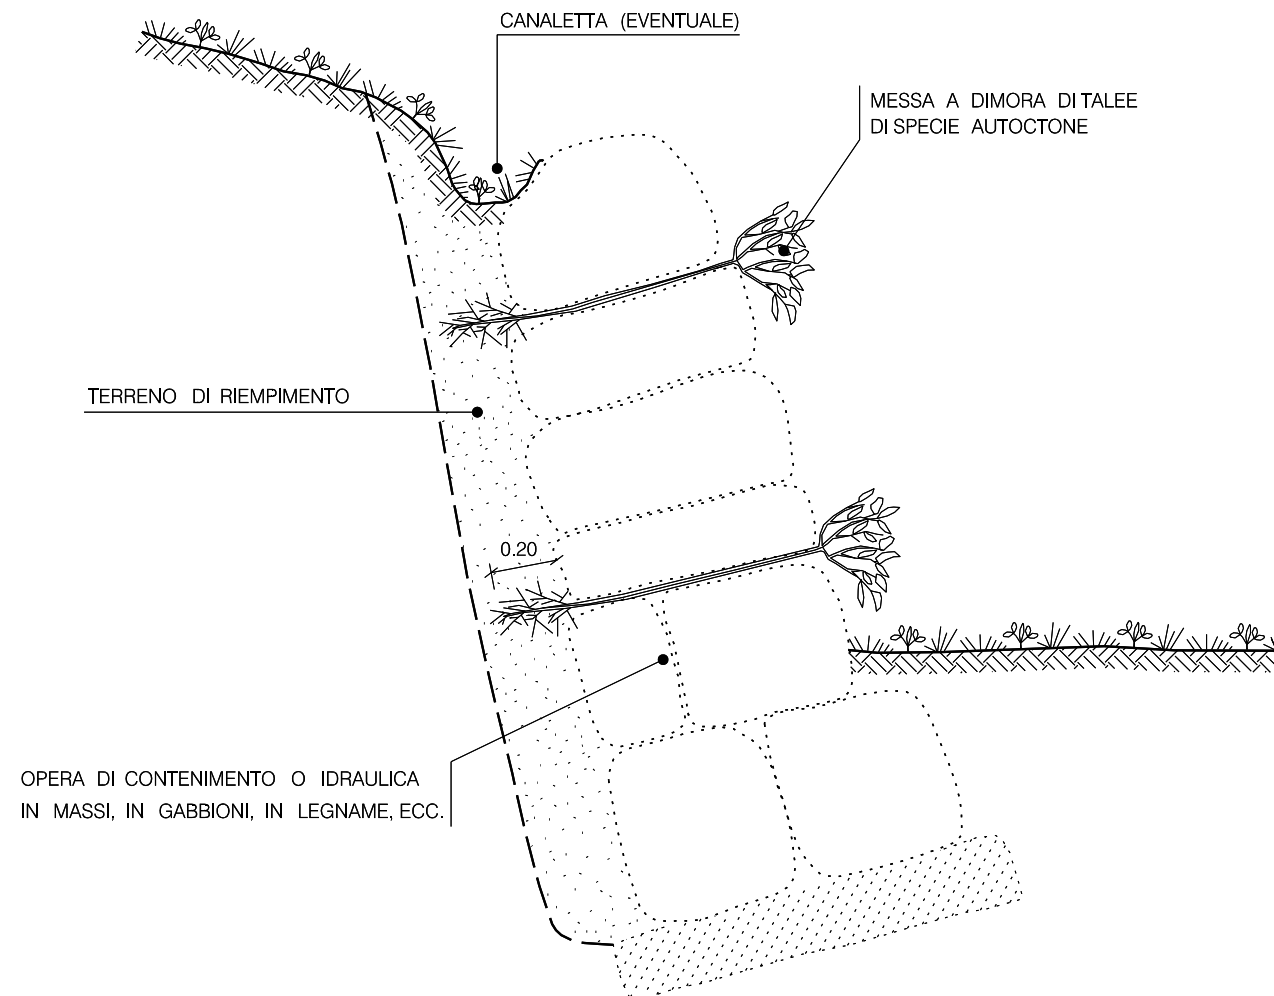 CANALETTA (EVENTUALE)
MESSA A DIMORA DI TALEE
DI SPECIE AUTOCTONE
TERRENO DI RIEMPIMENTO
0.20
OPERA DI CONTENIMENTO O IDRAULICA
IN MASSI, IN GABBIONI, IN LEGNAME, ECC.